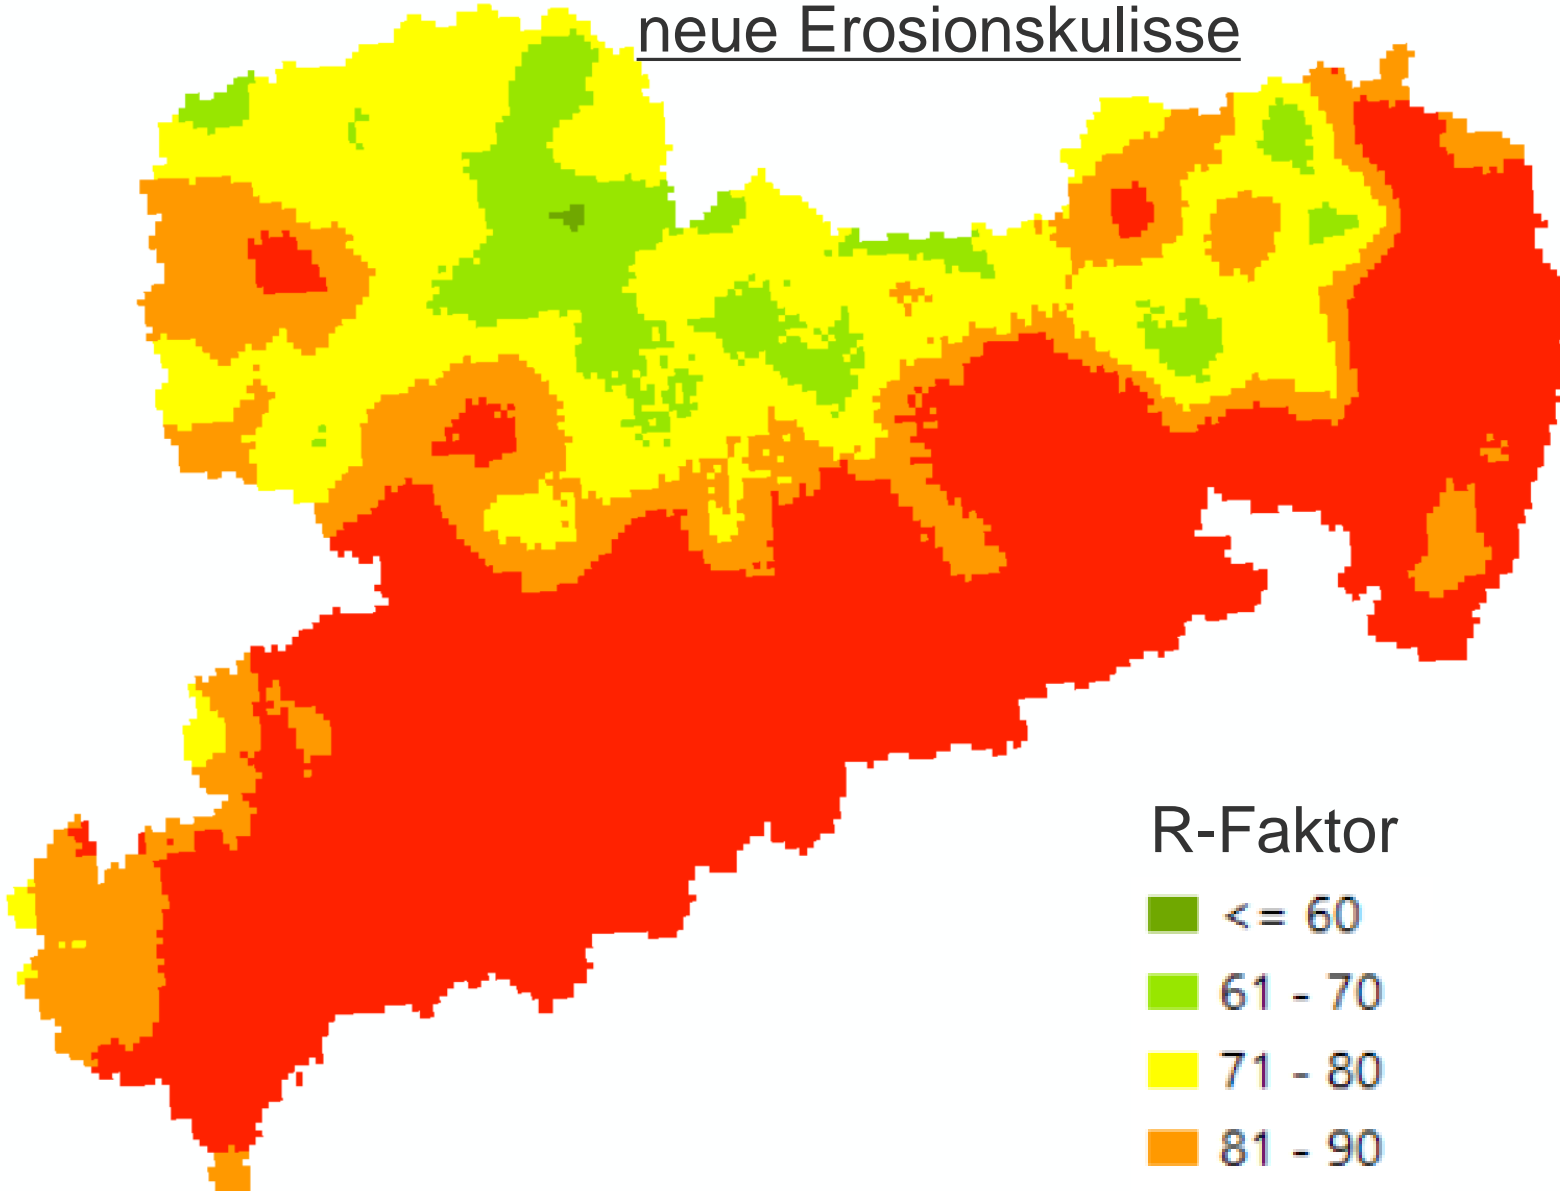 neue Erosionskulisse
R-Faktor
<= 60
61 - 70
71 - 80
81 - 90